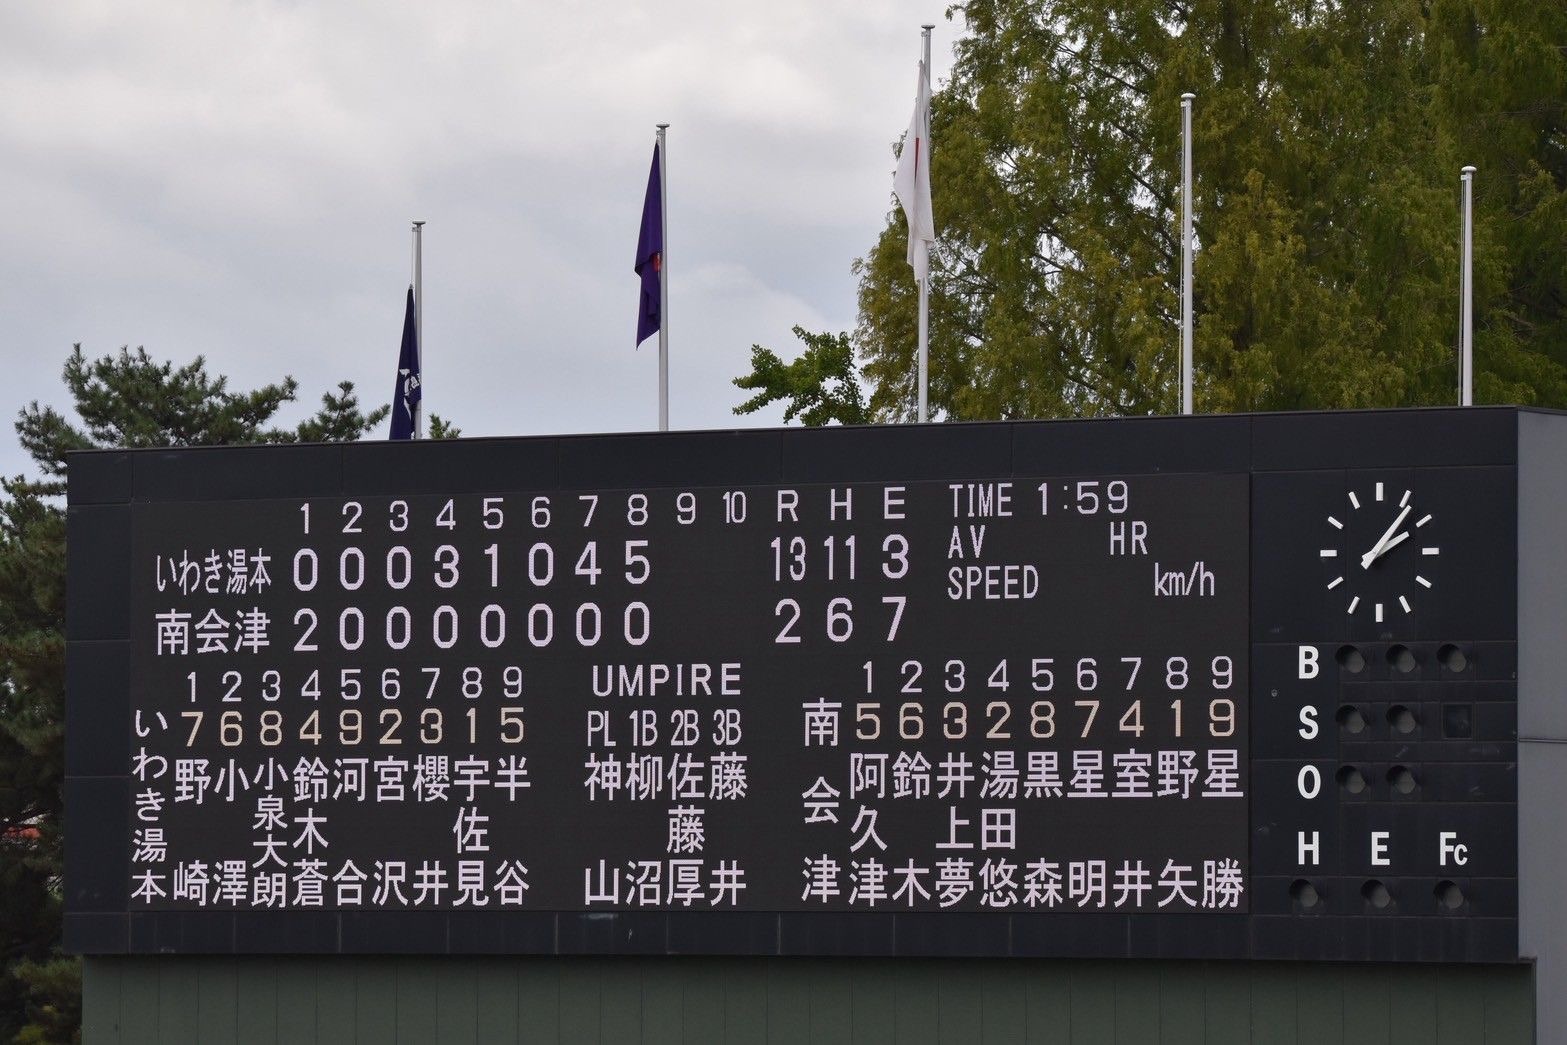 1 2 3 4 5 6 7 8 9 10 R H E TIME 1:59
AV HR
いわき湯本 0 0 0 3 1 0 4 5 13 11 3
SPEED km/h
南会津 2 0 0 0 0 0 0 0 2 6 7
1 2 3 4 5 6 7 8 9
いわき湯本 7 6 8 4 9 2 3 1 5
野崎
小澤
小泉大朗
鈴木蒼
河合
宮沢
櫻井
宇佐見
半谷
UMPIRE
PL 1B 2B 3B
神山
柳沼
佐藤厚
藤井
1 2 3 4 5 6 7 8 9
南会津 5 6 3 2 8 7 4 1 9
阿久津
鈴木
井上夢
湯田悠
黒森
星明
室井
野矢
星勝
B
S
O
H E Fc